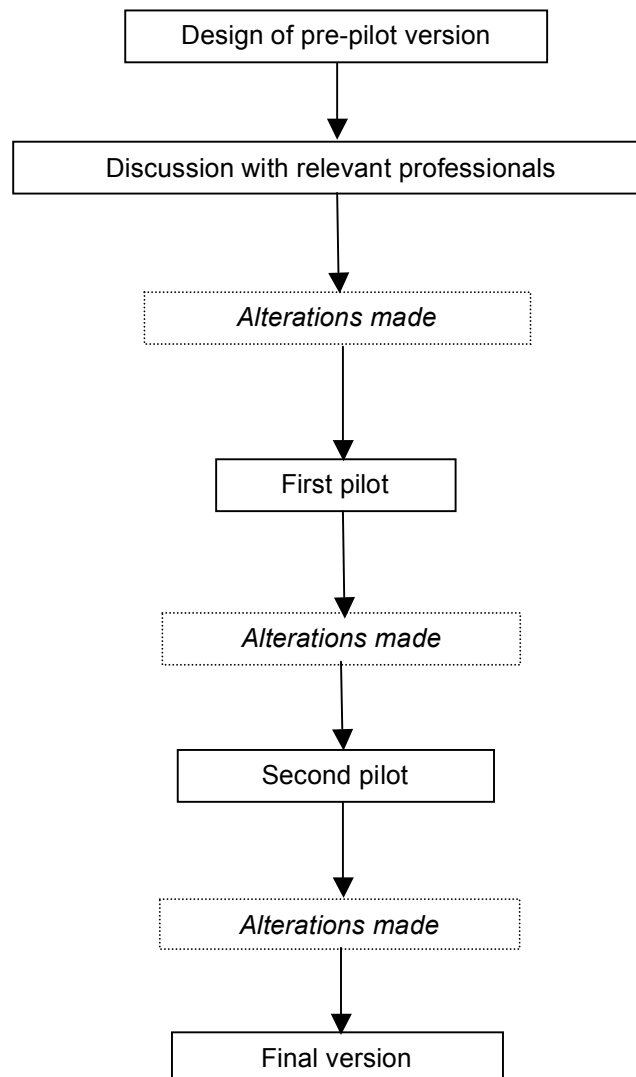 Design of pre-pilot version
Discussion with relevant professionals
Alterations made
First pilot
Alterations made
Second pilot
Alterations made
Final version